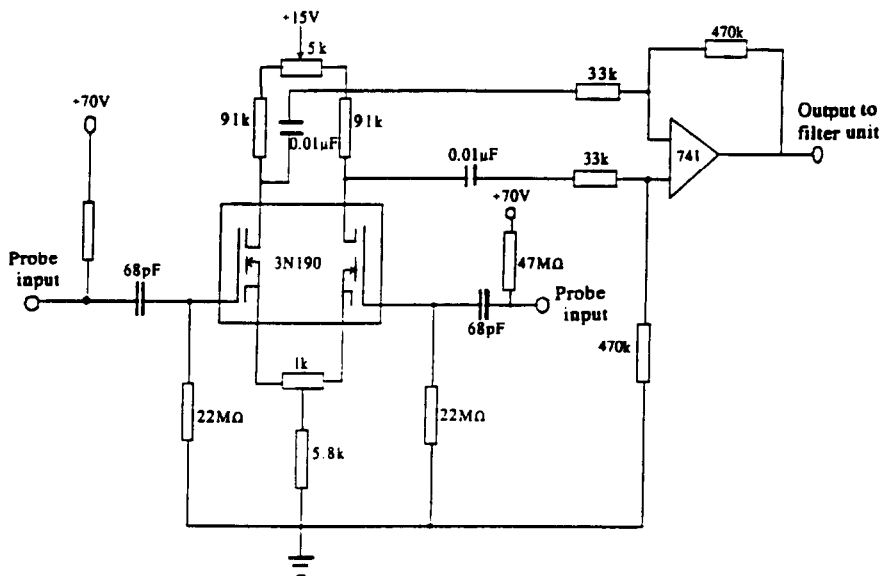 +15V
5k
470k
33k
+70V
91k
91k
0.01µF
Output to
filter unit
741
0.01µF
33k
+70V
3N190
47MΩ
Probe
input
68pF
68pF
Probe
input
470k
1k
22MΩ
22MΩ
5.8k